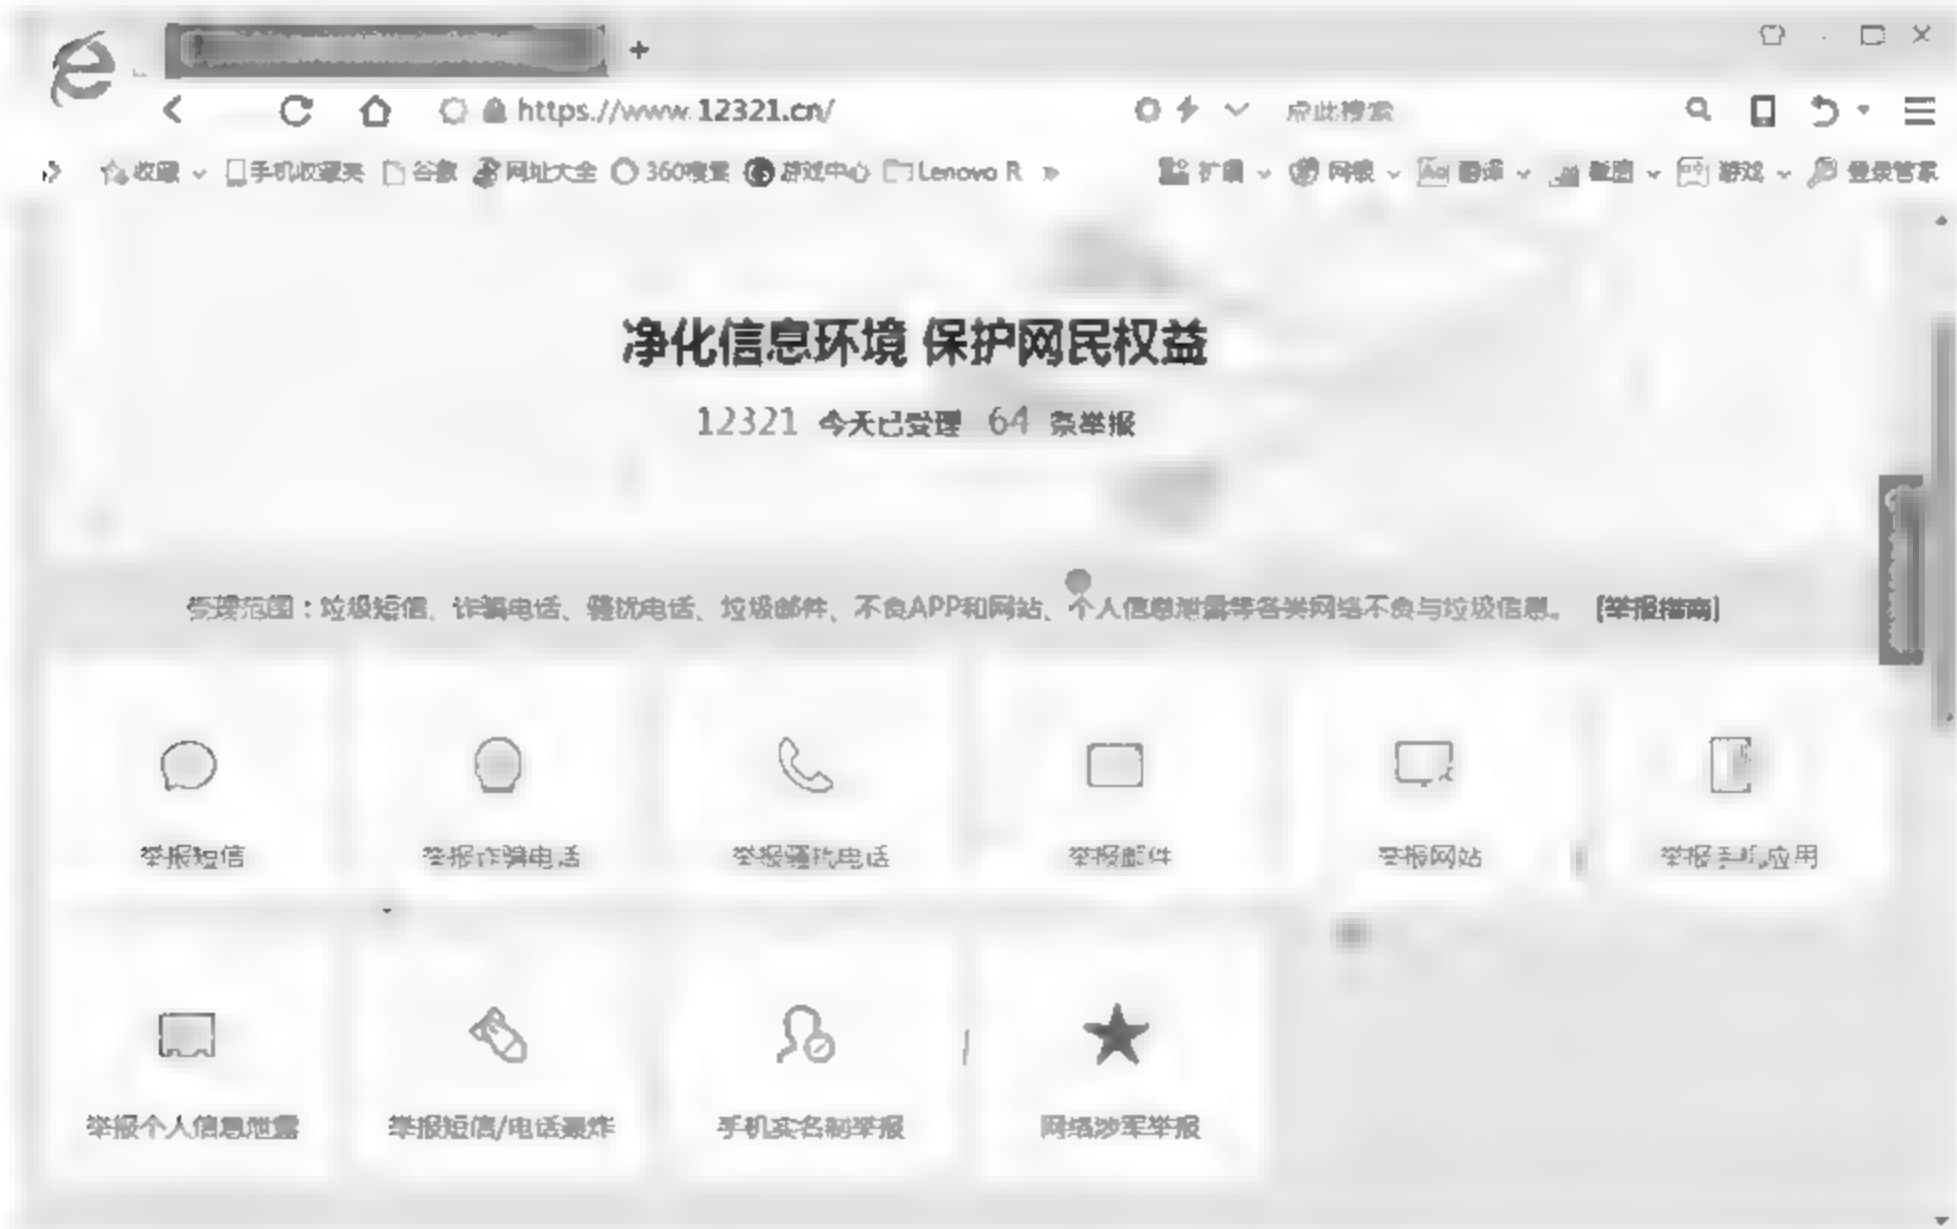 https://www.12321.cn/
点此搜索
收藏 手机收藏夹 谷歌 网址大全 360搜索 游戏中心 Lenovo R 扩展 网银 翻译 截图 游戏 登录管家
净化信息环境 保护网民权益
12321 今天已受理 64 条举报
受理范围：垃圾短信、诈骗电话、骚扰电话、垃圾邮件、不良APP和网站、个人信息泄露等各类网络不良与垃圾信息。 [举报指南]
举报短信 举报诈骗电话 举报骚扰电话 举报邮件 举报网站 举报手机应用
举报个人信息泄露 举报短信/电话轰炸 手机实名制举报 网络涉军举报